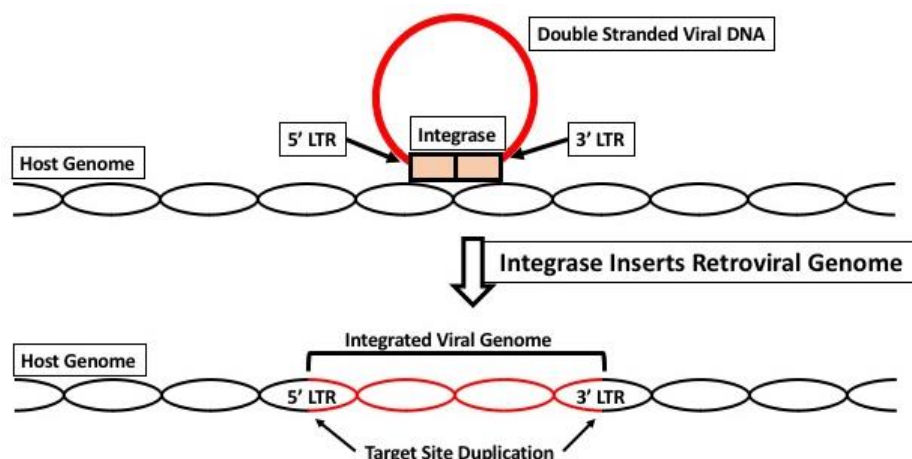 Double Stranded Viral DNA
5' LTR
Integrase
3' LTR
Host Genome
Integrase Inserts Retroviral Genome
Integrated Viral Genome
Host Genome
5' LTR
3' LTR
Target Site Duplication